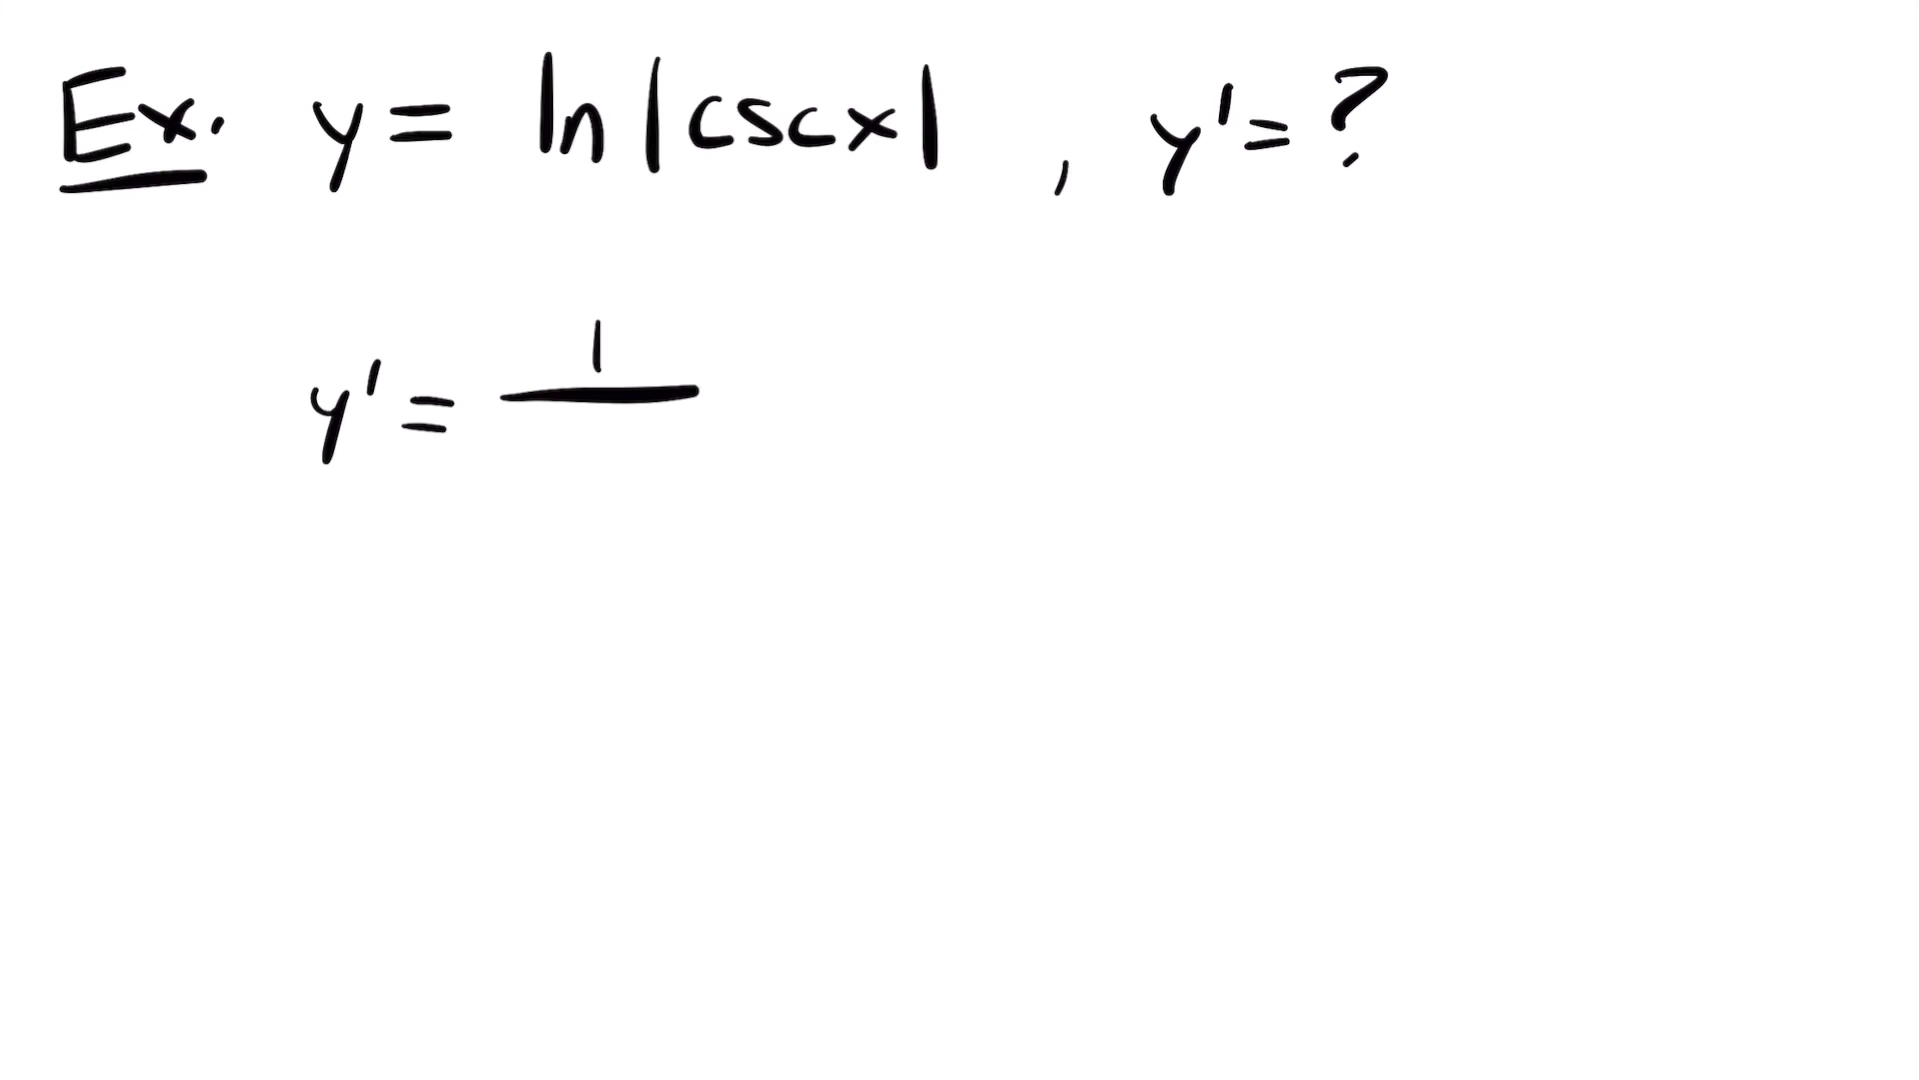 Ex. y = ln |cscx| , y' = ?
y' = 1/